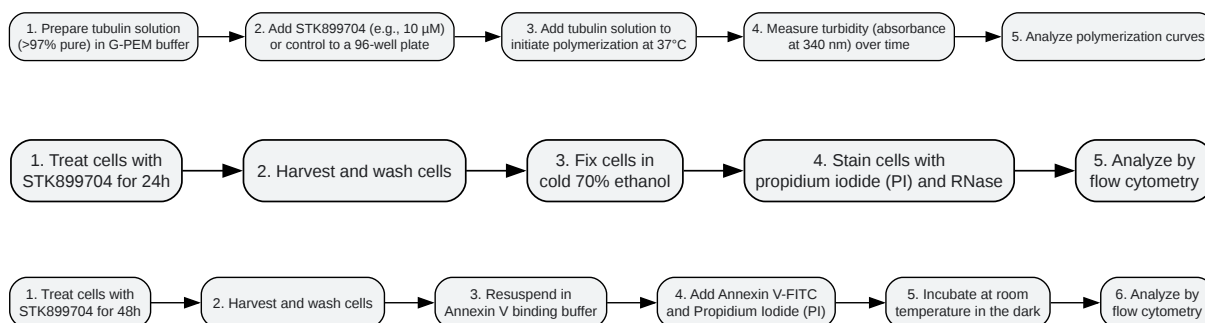 1. Prepare tubulin solution
(>97% pure) in G-PEM buffer
2. Add STK899704 (e.g., 10 µM)
or control to a 96-well plate
3. Add tubulin solution to
initiate polymerization at 37°C
4. Measure turbidity (absorbance
at 340 nm) over time
5. Analyze polymerization curves
1. Treat cells with
STK899704 for 24h
2. Harvest and wash cells
3. Fix cells in
cold 70% ethanol
4. Stain cells with
propidium iodide (PI) and RNase
5. Analyze by
flow cytometry
1. Treat cells with
STK899704 for 48h
2. Harvest and wash cells
3. Resuspend in
Annexin V binding buffer
4. Add Annexin V-FITC
and Propidium Iodide (PI)
5. Incubate at room
temperature in the dark
6. Analyze by
flow cytometry